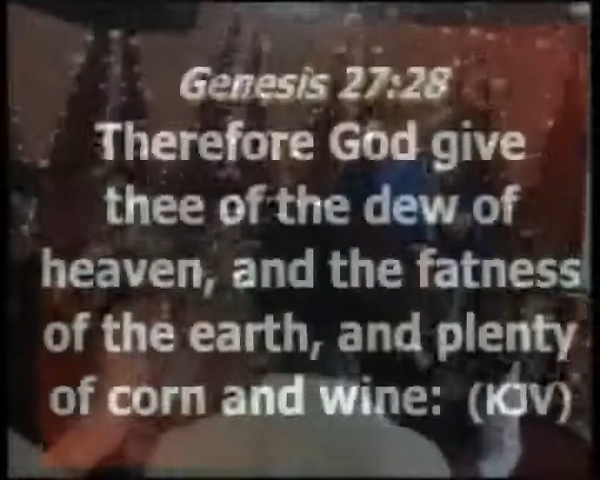 Genesis 27:28
Therefore God give
thee of the dew of
heaven, and the fatness
of the earth, and plenty
of corn and wine: (KJV)